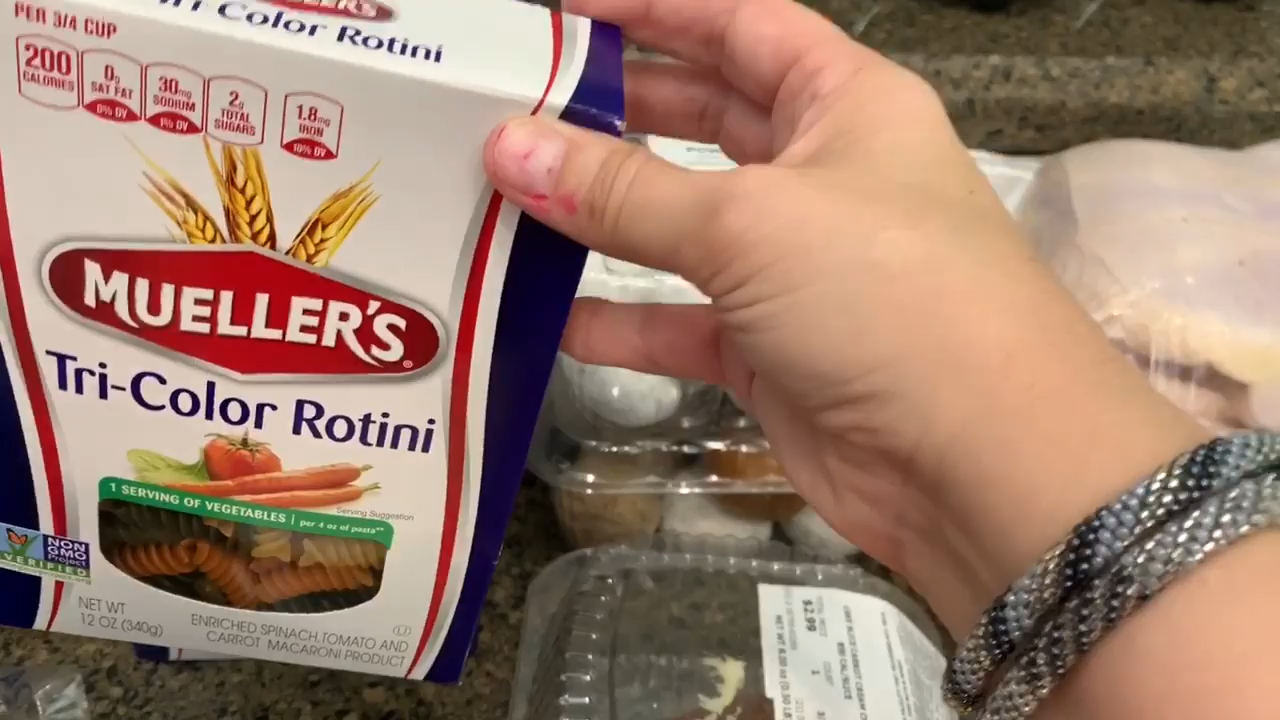 Tri-Color Rotini
PER 3/4 CUP
200
CALORIES
0g
SAT FAT
0% DV
30mg
SODIUM
1% DV
2g
TOTAL
SUGARS
1.8mg
IRON
10% DV
MUELLER'S®
Tri-Color Rotini
1 SERVING OF VEGETABLES | per 4 oz of pasta**
Serving Suggestion
NON
GMO
Project
VERIFIED
NET WT
12 OZ (340g)
ENRICHED SPINACH, TOMATO AND
CARROT MACARONI PRODUCT
$2.99